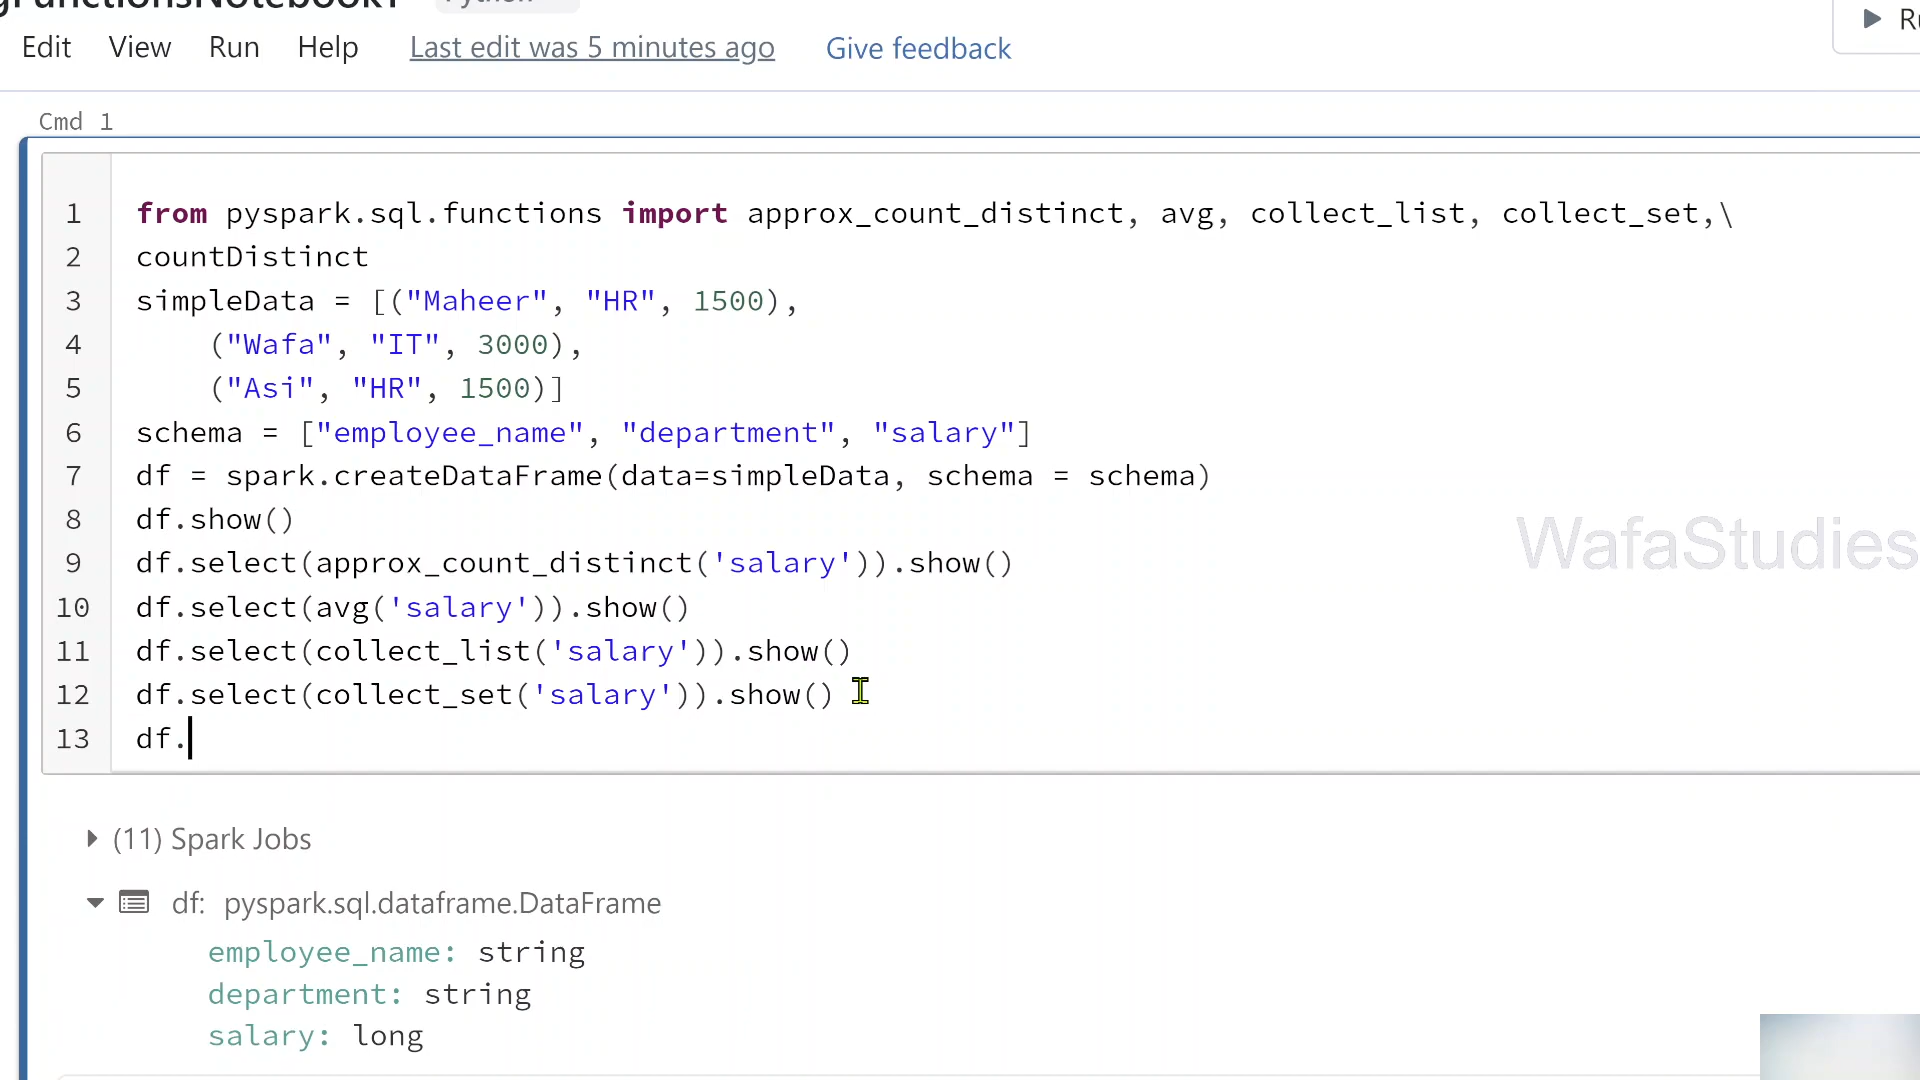 Edit View Run Help Last edit was 5 minutes ago Give feedback
Cmd 1
1 from pyspark.sql.functions import approx_count_distinct, avg, collect_list, collect_set,\
2 countDistinct
3 simpleData = [("Maheer", "HR", 1500),
4 ("Wafa", "IT", 3000),
5 ("Asi", "HR", 1500)]
6 schema = ["employee_name", "department", "salary"]
7 df = spark.createDataFrame(data=simpleData, schema = schema)
8 df.show()
WafaStudies
9 df.select(approx_count_distinct('salary')).show()
10 df.select(avg('salary')).show()
11 df.select(collect_list('salary')).show()
12 df.select(collect_set('salary')).show()
13 df.
(11) Spark Jobs
df: pyspark.sql.dataframe.DataFrame
employee_name: string
department: string
salary: long